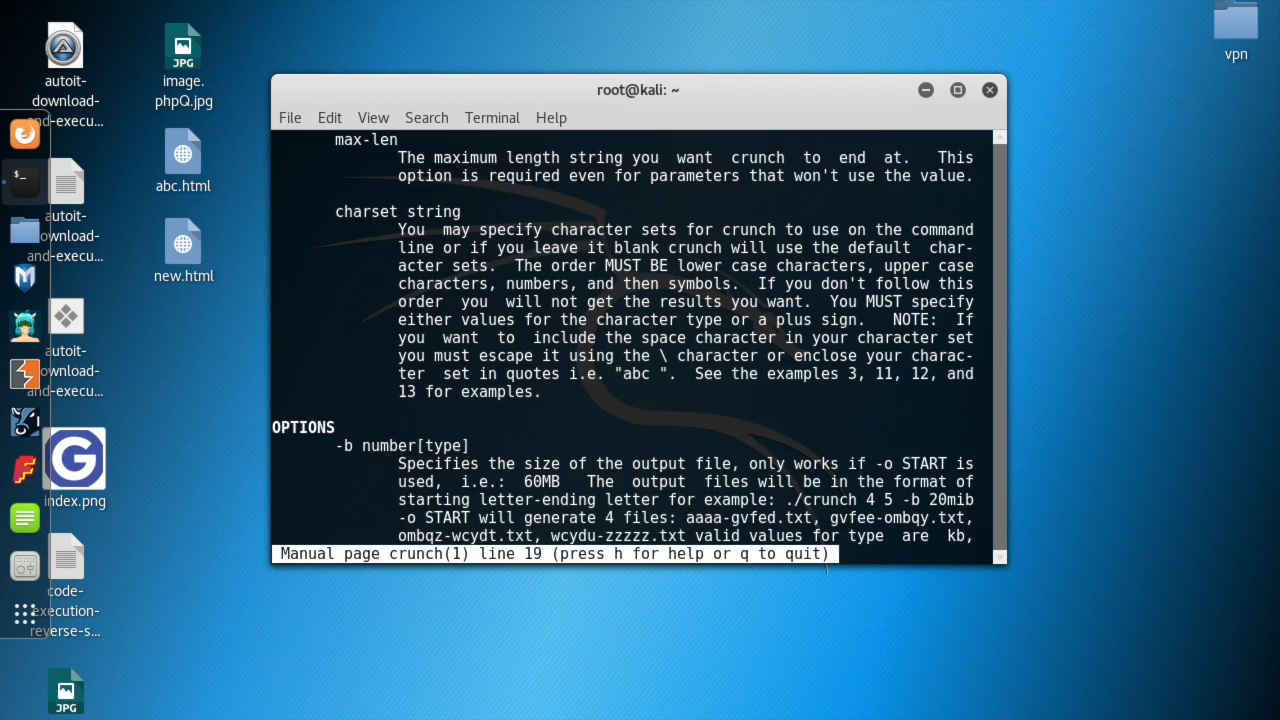 autoit-
download-
and-execu...
image.
phpQ.jpg
JPG
vpn
autoit-
ownload-
d-execu...
abc.html
autoit-
ownload-
d-execu...
new.html
G
index.png
code-
execution-
reverse-s...
JPG
root@kali: ~
File Edit View Search Terminal Help
max-len
The maximum length string you want crunch to end at. This
option is required even for parameters that won't use the value.
charset string
You may specify character sets for crunch to use on the command
line or if you leave it blank crunch will use the default char-
acter sets. The order MUST BE lower case characters, upper case
characters, numbers, and then symbols. If you don't follow this
order you will not get the results you want. You MUST specify
either values for the character type or a plus sign. NOTE: If
you want to include the space character in your character set
you must escape it using the \ character or enclose your charac-
ter set in quotes i.e. "abc ". See the examples 3, 11, 12, and
13 for examples.
OPTIONS
-b number[type]
Specifies the size of the output file, only works if -o START is
used, i.e.: 60MB The output files will be in the format of
starting letter-ending letter for example: ./crunch 4 5 -b 20mib
-o START will generate 4 files: aaaa-gvfed.txt, gvfee-ombqy.txt,
ombqz-wcydt.txt, wcydu-zzzzz.txt valid values for type are kb,
Manual page crunch(1) line 19 (press h for help or q to quit)